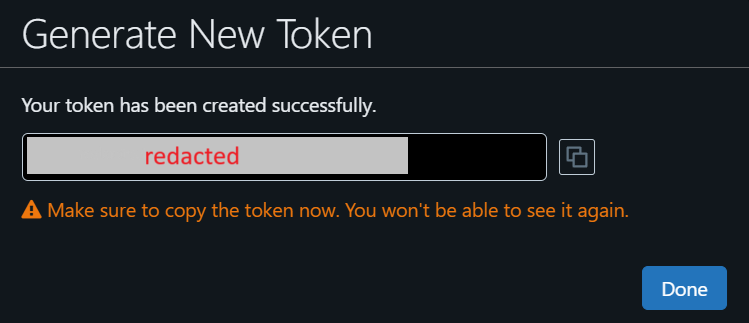 Generate New Token
Your token has been created successfully.
redacted
Make sure to copy the token now. You won't be able to see it again.
Done